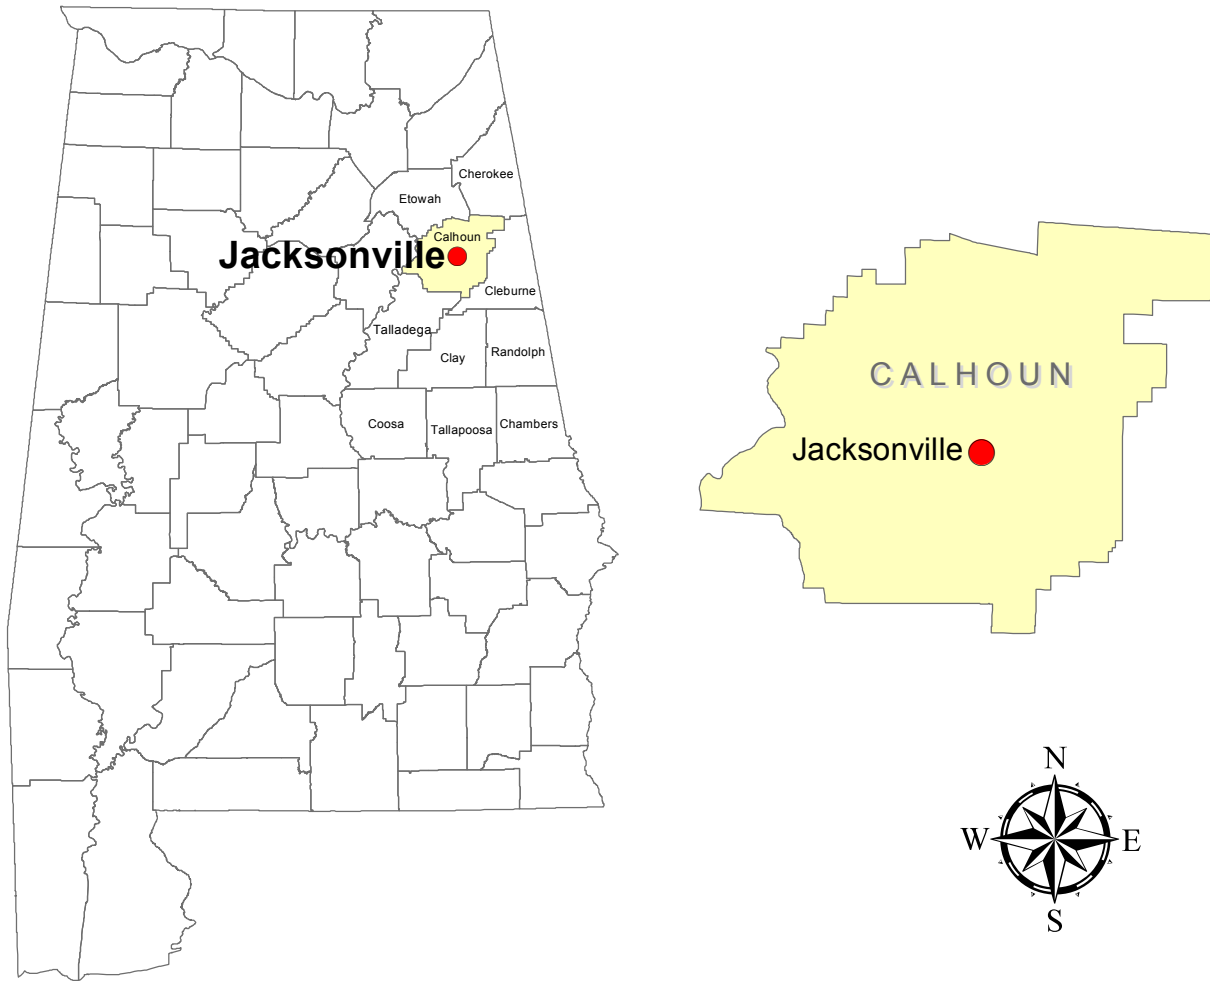 Cherokee
Etowah
Calhoun
Jacksonville
Cleburne
Talladega
Clay
Randolph
Coosa
Tallapoosa
Chambers
CALHOUN
Jacksonville
N
W
E
S